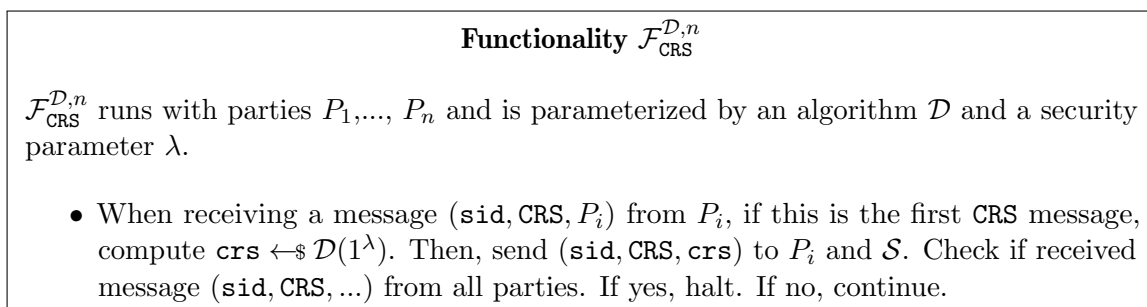 Functionality $\mathcal{F}_{\mathtt{CRS}}^{\mathcal{D},n}$
$\mathcal{F}_{\mathtt{CRS}}^{\mathcal{D},n}$ runs with parties $P_1$,..., $P_n$ and is parameterized by an algorithm $\mathcal{D}$ and a security
parameter $\lambda$.
• When receiving a message $(\mathtt{sid}, \mathtt{CRS}, P_i)$ from $P_i$, if this is the first $\mathtt{CRS}$ message,
compute $\mathtt{crs} \leftarrow\$ \mathcal{D}(1^\lambda)$. Then, send $(\mathtt{sid}, \mathtt{CRS}, \mathtt{crs})$ to $P_i$ and $\mathcal{S}$. Check if received
message $(\mathtt{sid}, \mathtt{CRS}, ...)$ from all parties. If yes, halt. If no, continue.